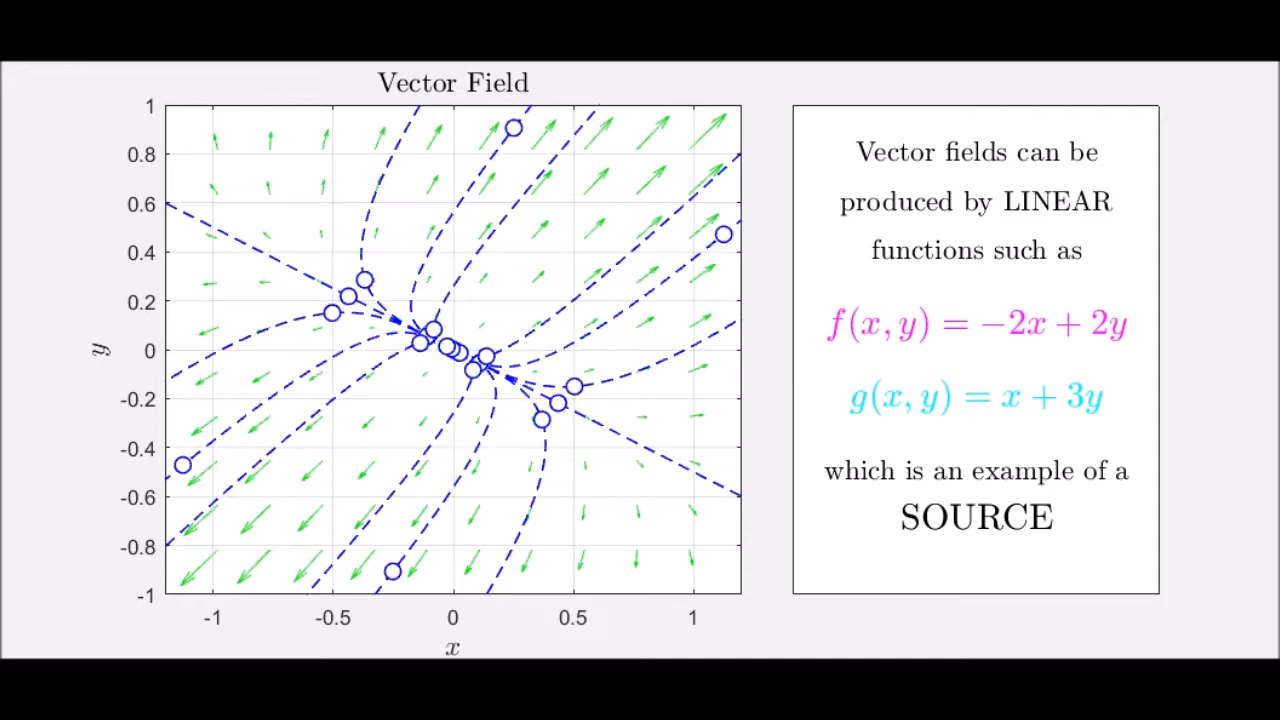 Vector Field
1
0.8
0.6
0.4
0.2
0
-0.2
-0.4
-0.6
-0.8
-1
y
-1 -0.5 0 0.5 1
x
Vector fields can be
produced by LINEAR
functions such as
f(x, y) = −2x + 2y
g(x, y) = x + 3y
which is an example of a
SOURCE